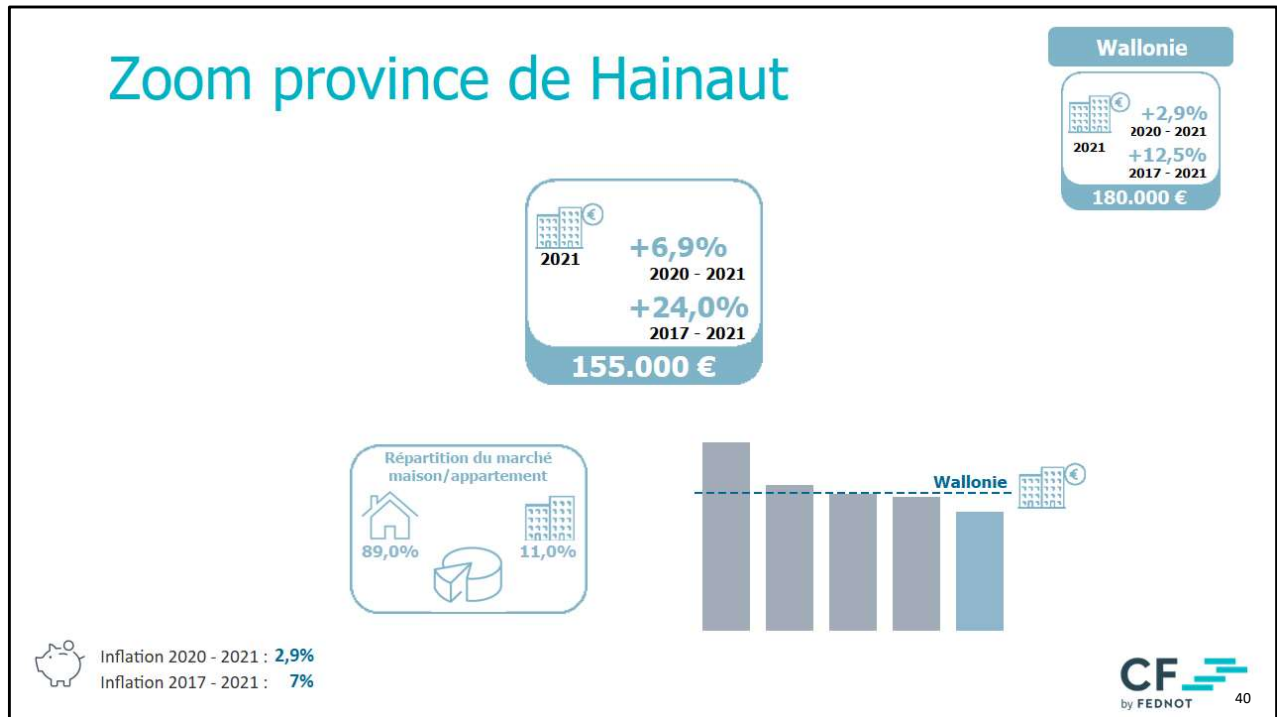 Zoom province de Hainaut
Wallonie
€
+2,9%
2020 - 2021
2021
+12,5%
2017 - 2021
180.000 €
€
+6,9%
2021
2020 - 2021
+24,0%
2017 - 2021
155.000 €
Répartition du marché
maison/appartement
89,0%
11,0%
Wallonie
€
Inflation 2020 - 2021 : 2,9%
Inflation 2017 - 2021 : 7%
CF
by FEDNOT
40